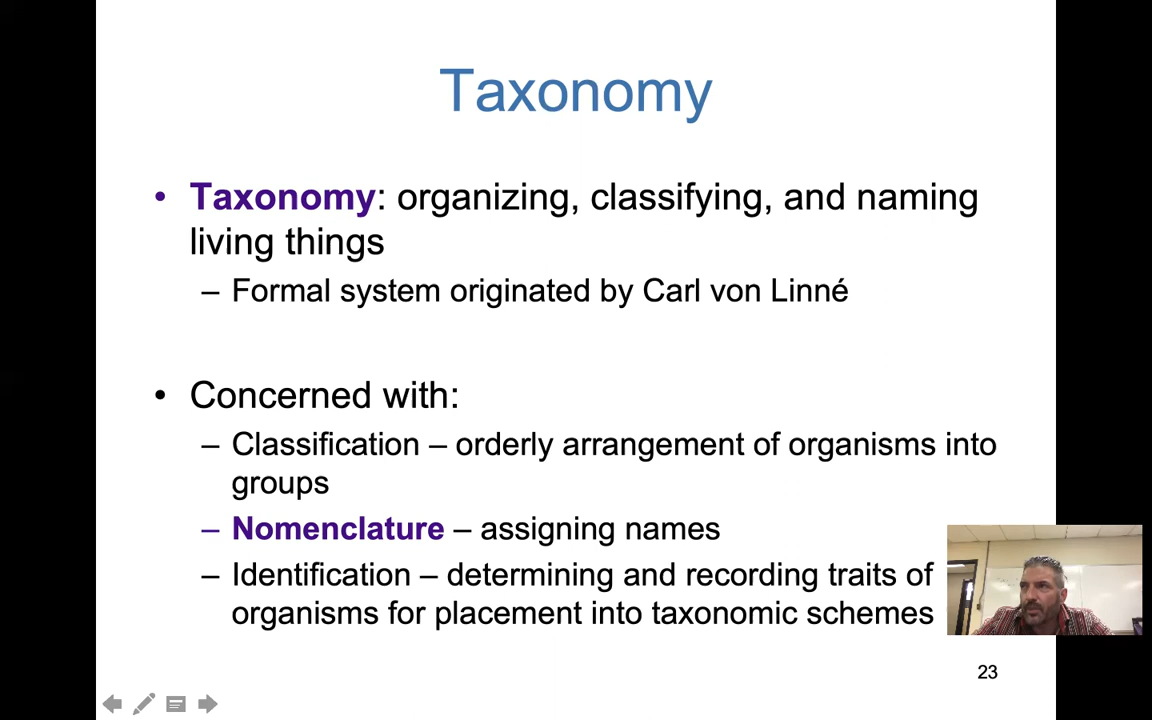 Taxonomy
• Taxonomy: organizing, classifying, and naming
living things
– Formal system originated by Carl von Linné
• Concerned with:
– Classification – orderly arrangement of organisms into
groups
– Nomenclature – assigning names
– Identification – determining and recording traits of
organisms for placement into taxonomic schemes
23